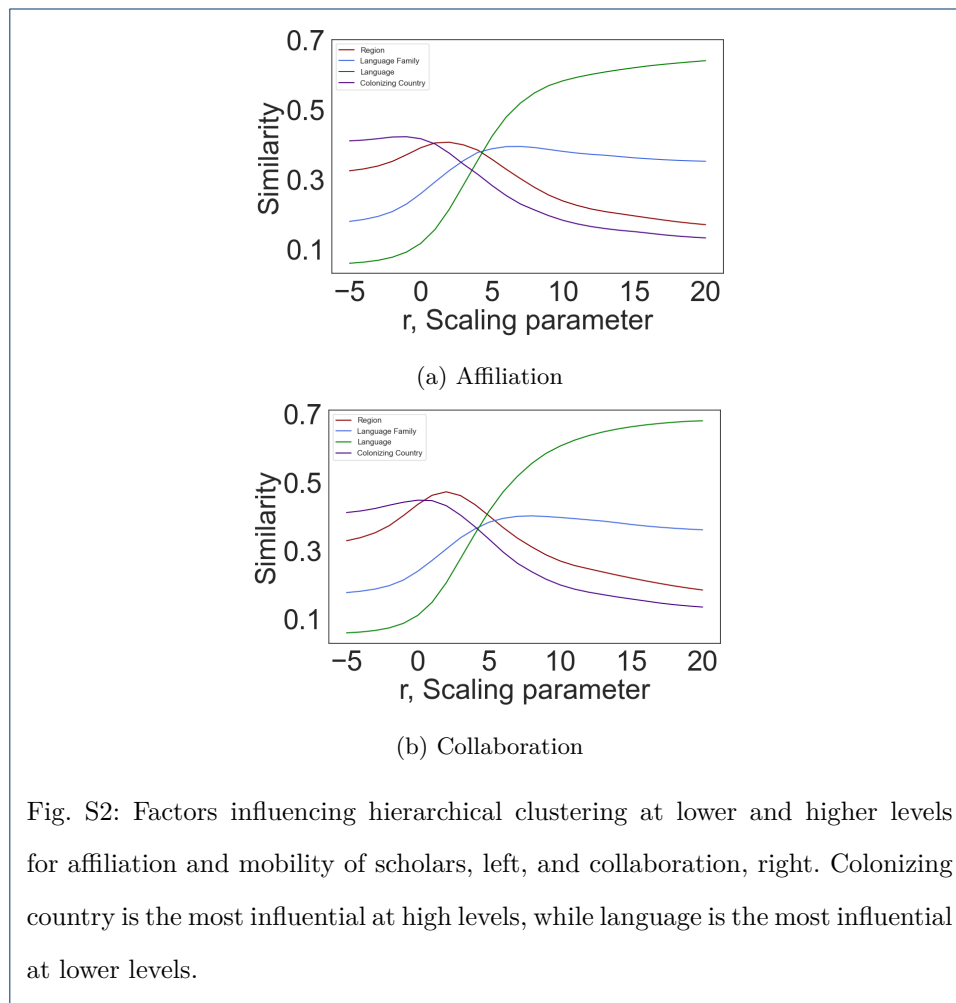 0.7
Region
Language Family
Language
Colonizing Country
0.5
Similarity
0.3
0.1
−5 0 5 10 15 20
r, Scaling parameter
(a) Affiliation
0.7
Region
Language Family
Language
Colonizing Country
0.5
Similarity
0.3
0.1
−5 0 5 10 15 20
r, Scaling parameter
(b) Collaboration
Fig. S2: Factors influencing hierarchical clustering at lower and higher levels
for affiliation and mobility of scholars, left, and collaboration, right. Colonizing
country is the most influential at high levels, while language is the most influential
at lower levels.